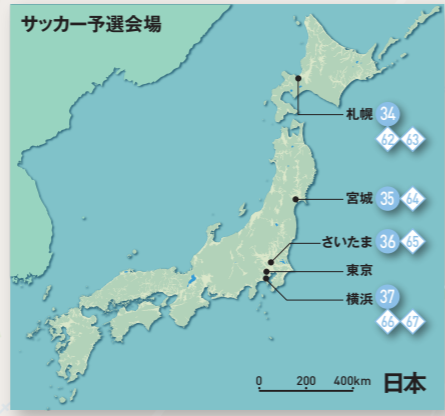 サッカー予選会場
札幌 34
62 63
宮城 35 64
さいたま 36 65
東京
横浜 37
66 67
0 200 400km
日本